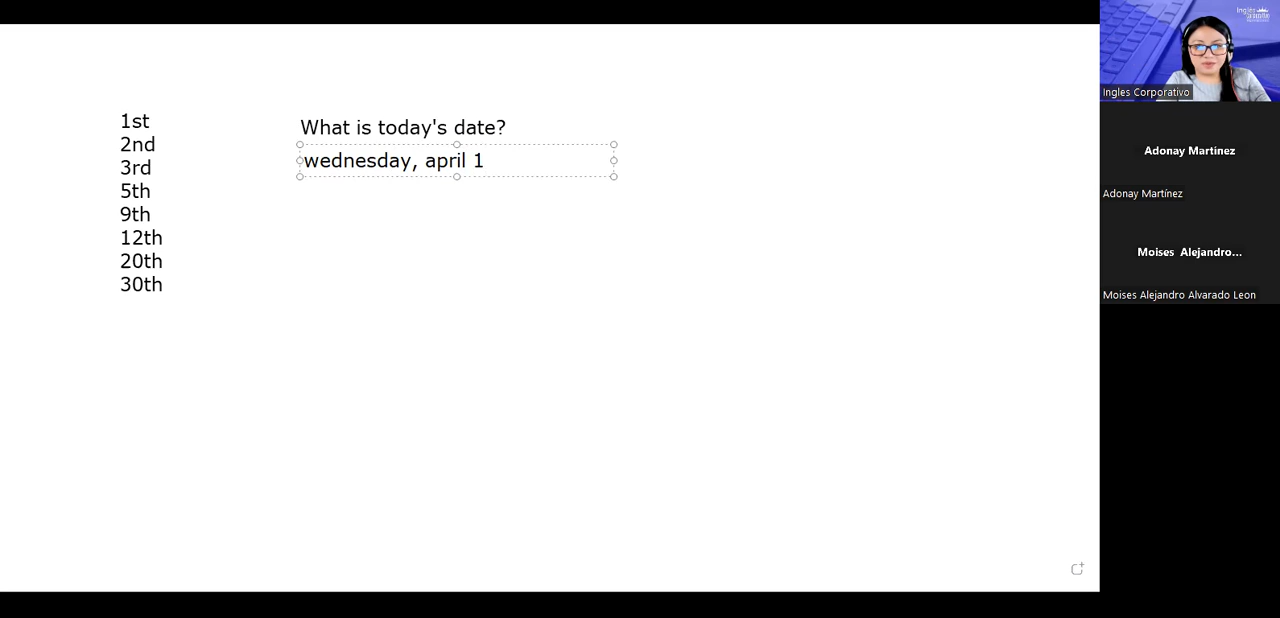 1st
2nd
3rd
5th
9th
12th
20th
30th
What is today's date?
wednesday, april 1
Ingles Corporativo
Adonay Martinez
Adonay Martínez
Moises Alejandro...
Moises Alejandro Alvarado Leon